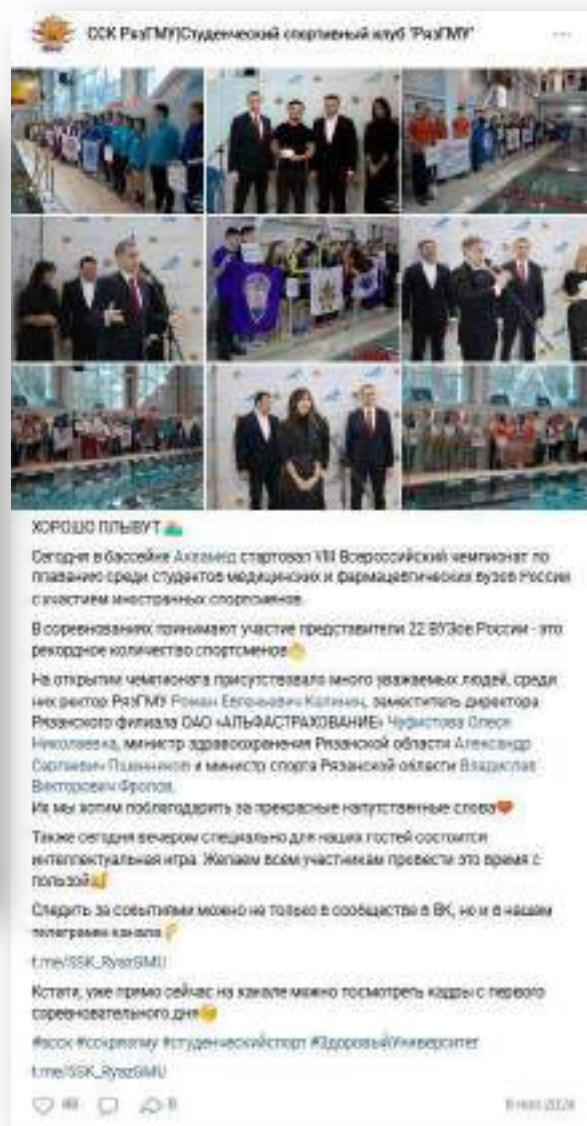 ССК РязГМУ|Студенческий спортивный клуб "РязГМУ"
ХОРОШО ПЛЫВУТ
Сегодня в бассейне Аквамед стартовал VIII Всероссийский чемпионат по
плаванию среди студентов медицинских и фармацевтических вузов России
с участием иностранных спортсменов.
В соревнованиях принимают участие представители 22 ВУЗов России - это
рекордное количество спортсменов
На открытии чемпионата присутствовало много уважаемых людей, среди
них ректор РязГМУ Роман Евгеньевич Калинин, заместитель директора
Рязанского филиала ОАО «АЛЬФАСТРАХОВАНИЕ» Чуфистова Олеся
Николаевна, министр здравоохранения Рязанской области Александр
Сергеевич Пшенников и министр спорта Рязанской области Владислав
Викторович Фролов.
Их мы хотим поблагодарить за прекрасные напутственные слова
Также сегодня вечером специально для наших гостей состоится
интеллектуальная игра. Желаем всем участникам провести это время с
пользой
Следить за событиями можно не только в сообществе в ВК, но и в нашем
телеграмм канале
t.me/SSK_RyazGMU
Кстати, уже прямо сейчас на канале можно посмотреть кадры с первого
соревновательного дня
#асск #сскрязгму #студенческийспорт #ЗдоровыйУниверситет
t.me/SSK_RyazGMU